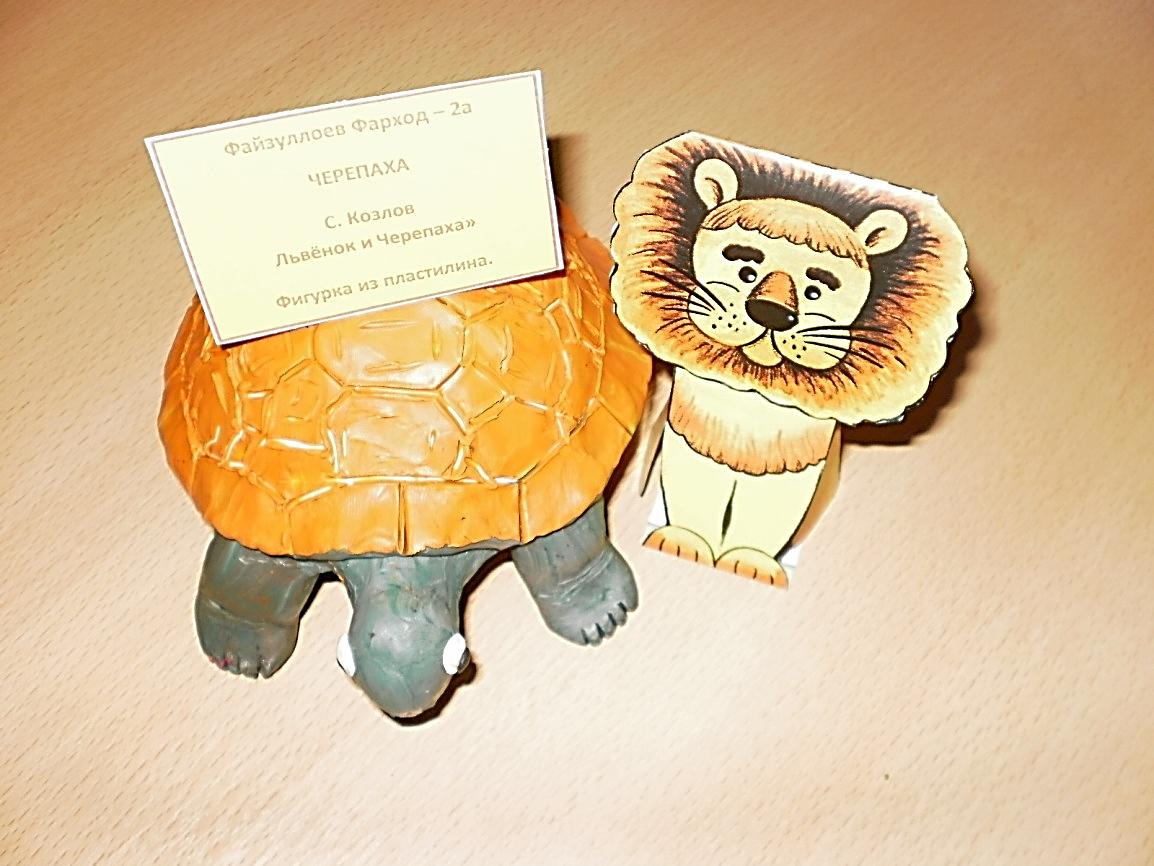 Файзуллоев Фарход – 2а
ЧЕРЕПАХА
С. Козлов
Львёнок и Черепаха»
Фигурка из пластилина.